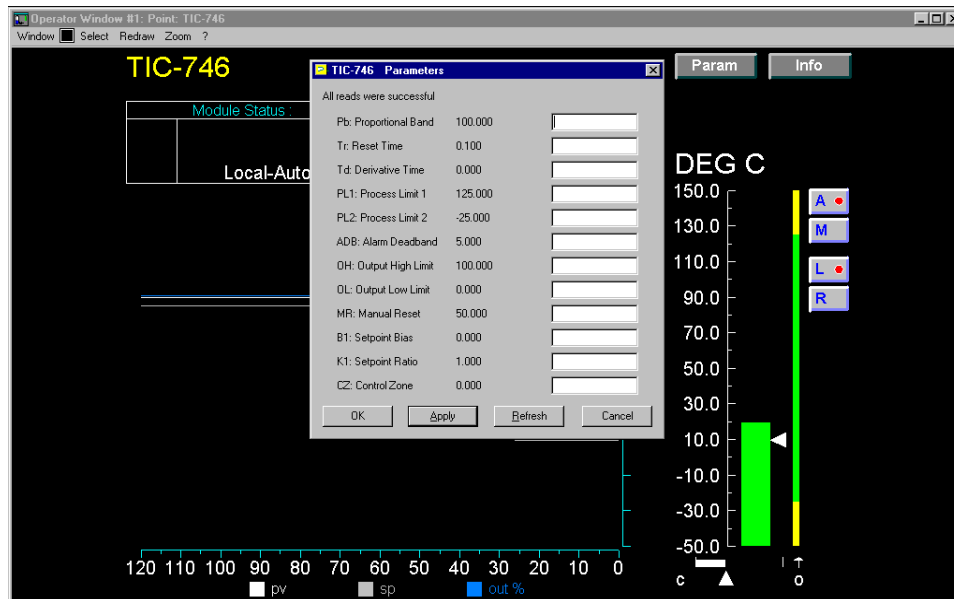 Operator Window #1: Point: TIC-746
Window Select Redraw Zoom ?
TIC-746
Param
Info
Module Status :
Local-Auto
TIC-746 Parameters
All reads were successful
Pb: Proportional Band 100.000
Tr: Reset Time 0.100
Td: Derivative Time 0.000
PL1: Process Limit 1 125.000
PL2: Process Limit 2 -25.000
ADB: Alarm Deadband 5.000
OH: Output High Limit 100.000
OL: Output Low Limit 0.000
MR: Manual Reset 50.000
B1: Setpoint Bias 0.000
K1: Setpoint Ratio 1.000
CZ: Control Zone 0.000
OK Apply Refresh Cancel
DEG C
150.0
130.0
110.0
90.0
70.0
50.0
30.0
10.0
-10.0
-30.0
-50.0
A
M
L
R
C O
120 110 100 90 80 70 60 50 40 30 20 10 0
pv sp out %